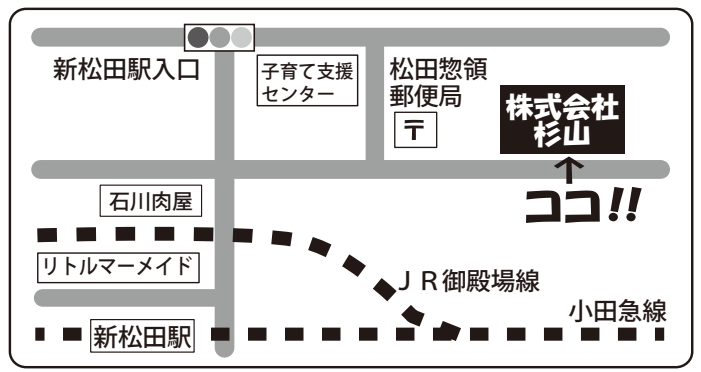 新松田駅入口
子育て支援
センター
松田惣領
郵便局
〒
株式会社
杉山
ココ!!
石川肉屋
リトルマーメイド
JR御殿場線
小田急線
新松田駅